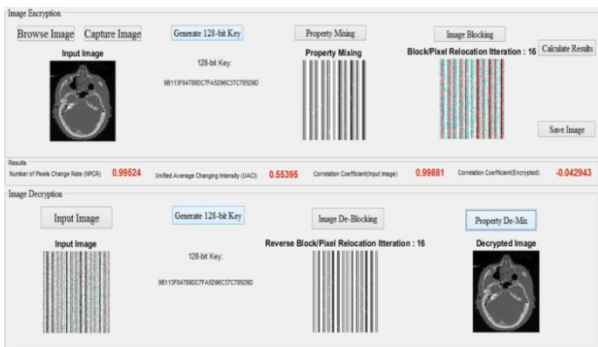 Image Encryption
Browse Image Capture Image Generate 128-bit Key Property Mixing Image Blocking
Input Image Property Mixing Block/Pixel Relocation Itteration : 16 Calculate Results
128-bit Key:
Save Image
Results
Number of Pixels Change Rate (NPCR) 0.99524 Unified Average Changing Intensity (UACI) 0.55395 Correlation Coefficient(Input image) 0.99881 Correlation Coefficient(Encrypted) -0.042943
Image Decryption
Input Image Generate 128-bit Key Image De-Blocking Property De-Mix
Input Image Reverse Block/Pixel Relocation Itteration : 16 Decrypted Image
128-bit Key: